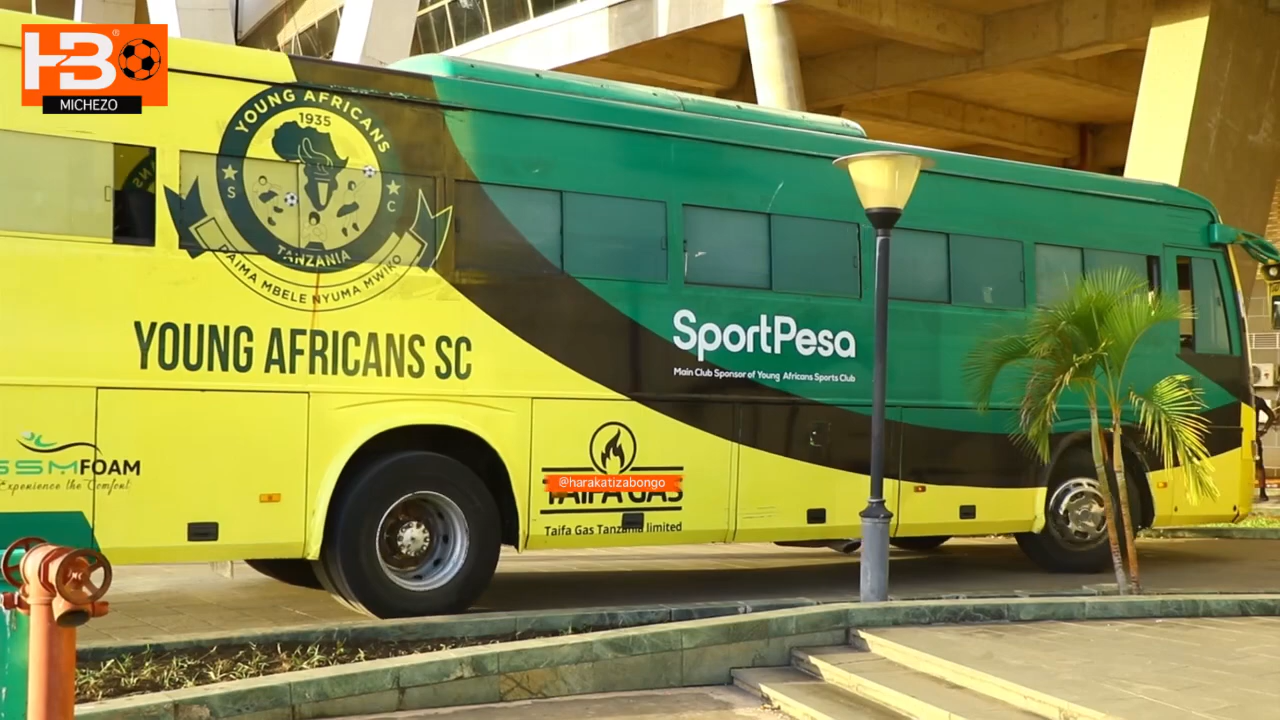 HB®
MICHEZO
YOUNG AFRICANS
1935
S C
TANZANIA
DAIMA MBELE NYUMA MWIKO
YOUNG AFRICANS SC
SportPesa
Main Club Sponsor of Young Africans Sports Club
GSMFOAM
Experience the Comfort
@harakatizabongo
TAIFA GAS
Taifa Gas Tanzania limited